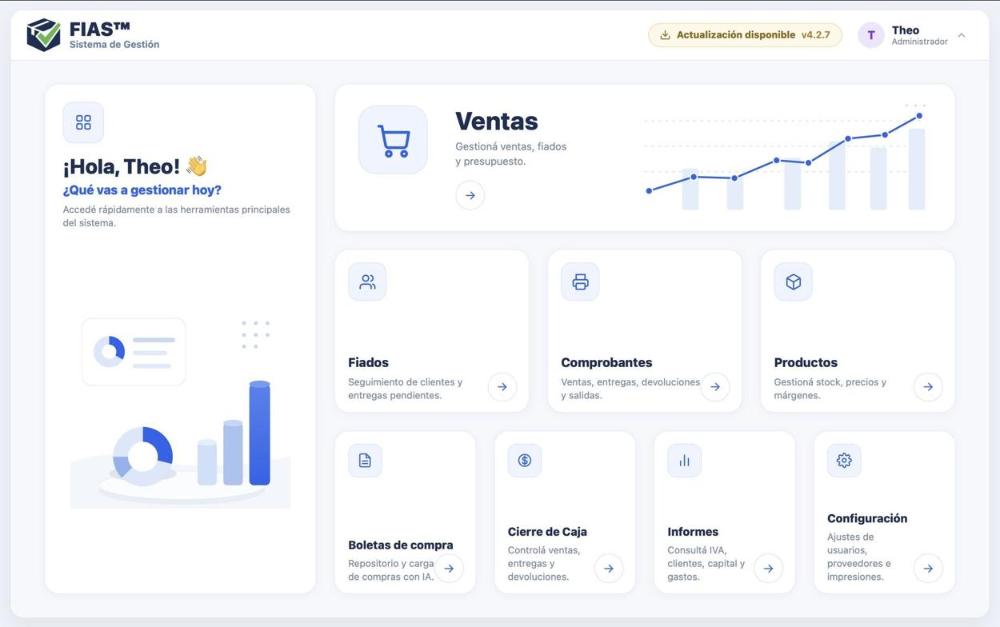 FIAS™
Sistema de Gestión
Actualización disponible v4.2.7
T
Theo
Administrador
¡Hola, Theo! 👋
¿Qué vas a gestionar hoy?
Accedé rápidamente a las herramientas principales
del sistema.
Ventas
Gestioná ventas, fiados
y presupuesto.
Fiados
Seguimiento de clientes y
entregas pendientes.
Comprobantes
Ventas, entregas, devoluciones
y salidas.
Productos
Gestioná stock, precios y
márgenes.
Boletas de compra
Repositorio y carga
de compras con IA.
Cierre de Caja
Controlá ventas,
entregas y
devoluciones.
Informes
Consultá IVA,
clientes, capital y
gastos.
Configuración
Ajustes de
usuarios,
proveedores e
impresiones.